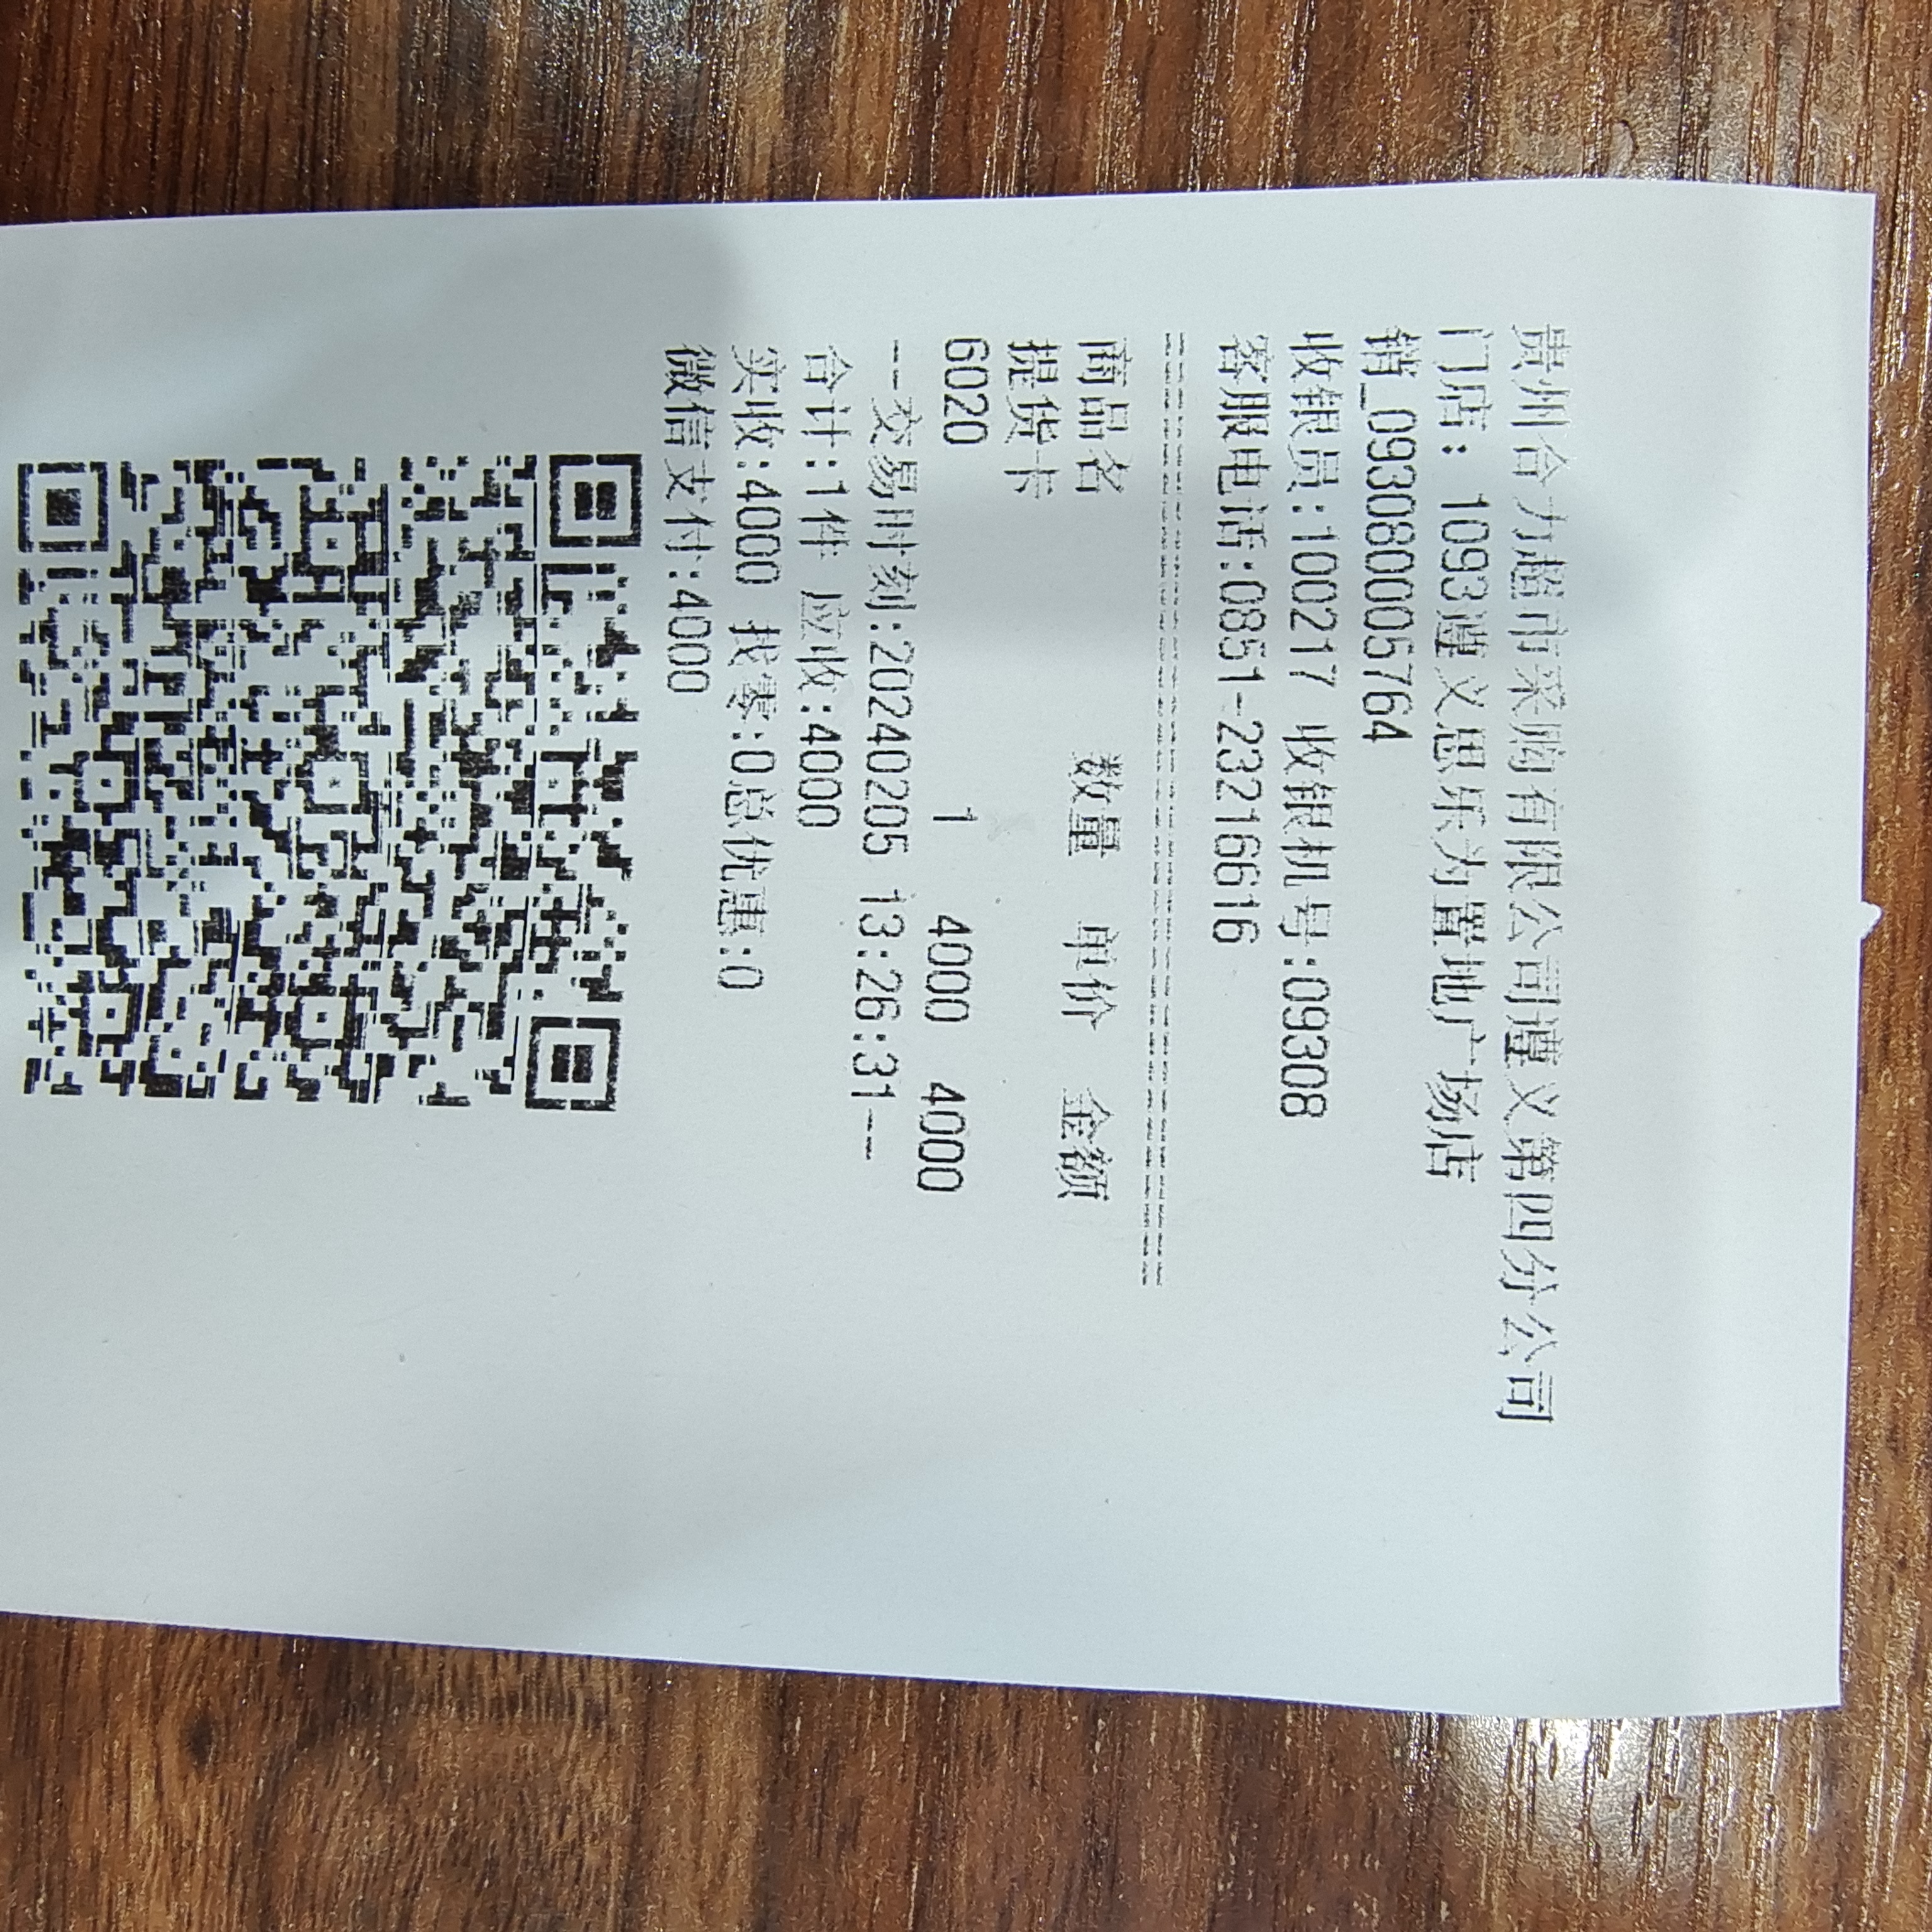 贵州合力超市采购有限公司遵义第四分公司
门店: 1093遵义思乐为置地广场店
销_0930800005764
收银员:100217 收银机号:09308
客服电话:0851-23216616
商品名 数量 单价 金额
提货卡
6020 1 4000 4000
--交易时刻:20240205 13:26:31--
合计:1件 应收:4000
实收:4000 找零:0总优惠:0
微信支付:4000